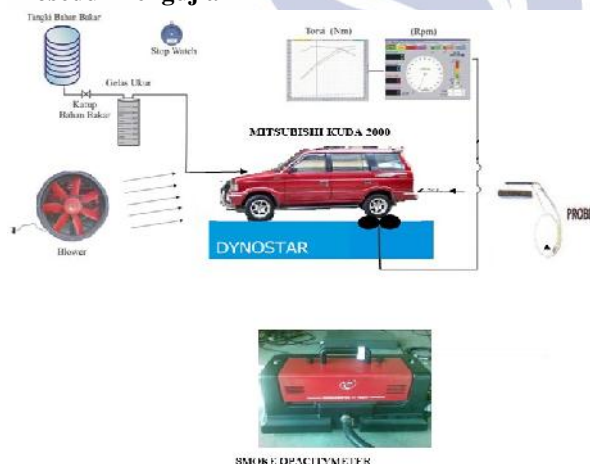 Tangki Bahan Bakar
Stop Watch
Gelas Ukur
Katup
Bahan Bakar
Torsi (Nm)
(Rpm)
MITSUBISHI KUDA 2000
Blower
DYNOSTAR
PROBE
SMOKE OPACITYMETER